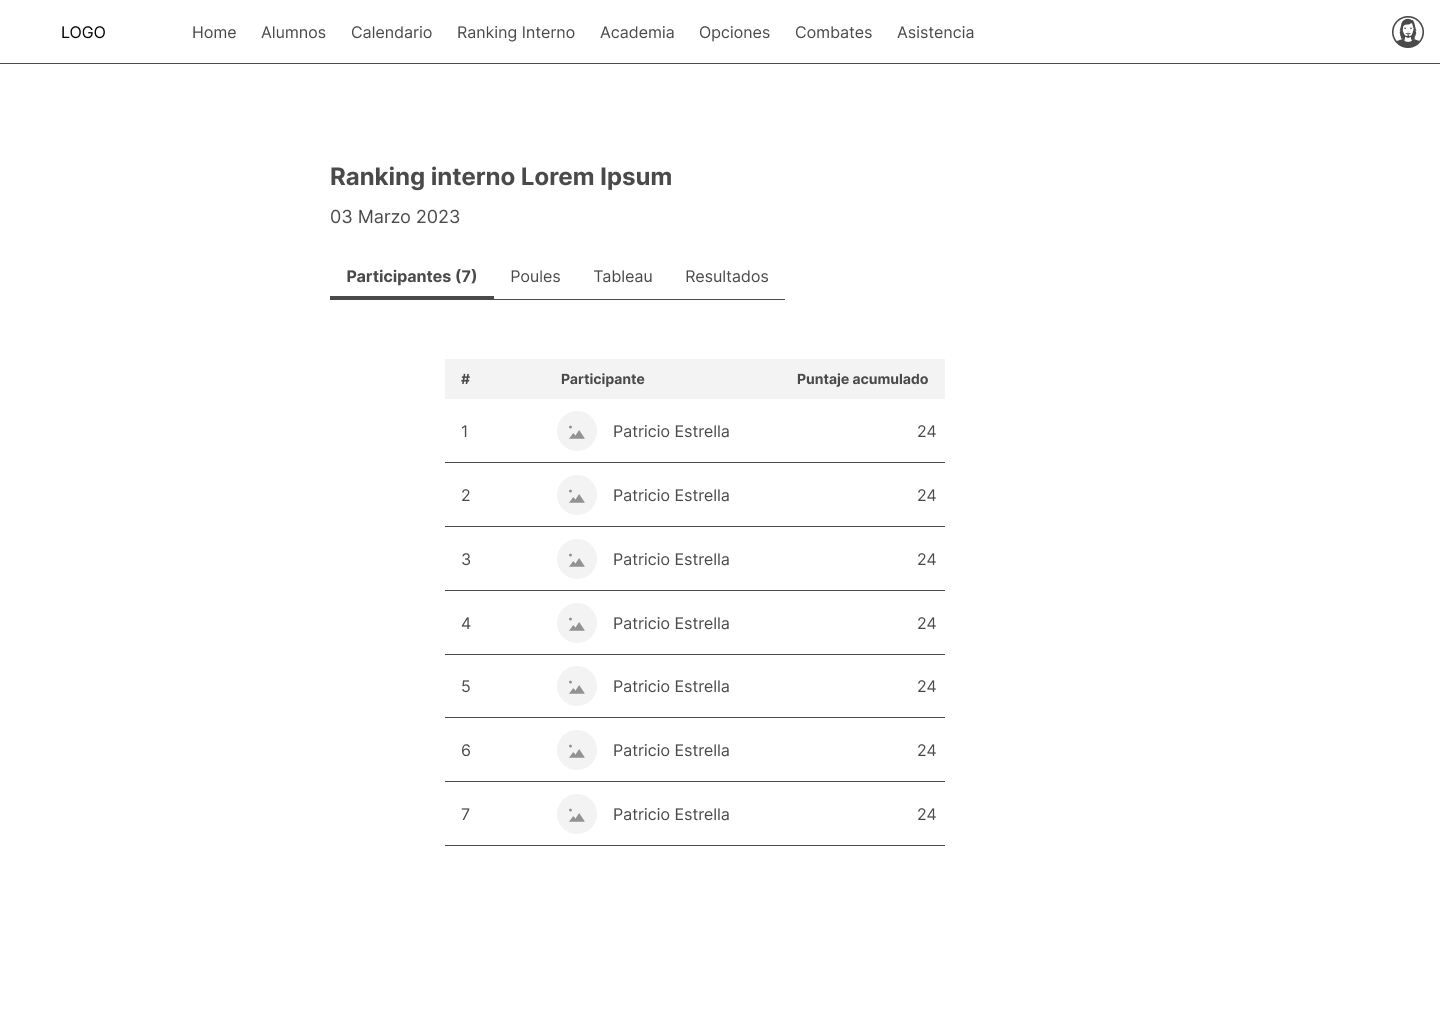 LOGO Home Alumnos Calendario Ranking Interno Academia Opciones Combates Asistencia
Ranking interno Lorem Ipsum
03 Marzo 2023
Participantes (7) Poules Tableau Resultados
# Participante Puntaje acumulado
1 Patricio Estrella 24
2 Patricio Estrella 24
3 Patricio Estrella 24
4 Patricio Estrella 24
5 Patricio Estrella 24
6 Patricio Estrella 24
7 Patricio Estrella 24